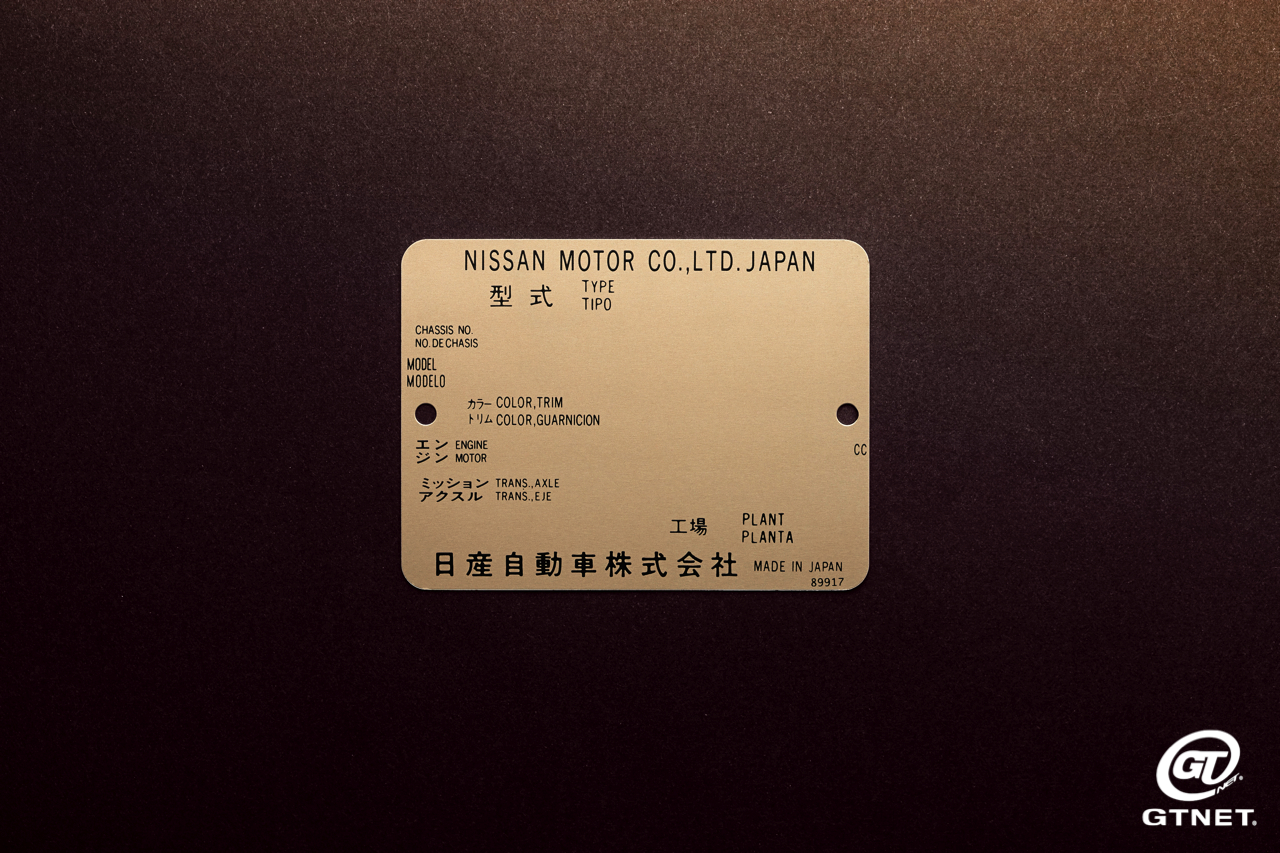 NISSAN MOTOR CO.,LTD. JAPAN
型式 TYPE
TIPO
CHASSIS NO.
NO. DE CHASIS
MODEL
MODELO
カラー COLOR,TRIM
トリム COLOR,GUARNICION
エン ENGINE
ジン MOTOR
CC
ミッション TRANS.,AXLE
アクスル TRANS.,EJE
工場 PLANT
PLANTA
日産自動車株式会社 MADE IN JAPAN
89917
GT
NET
GTNET.